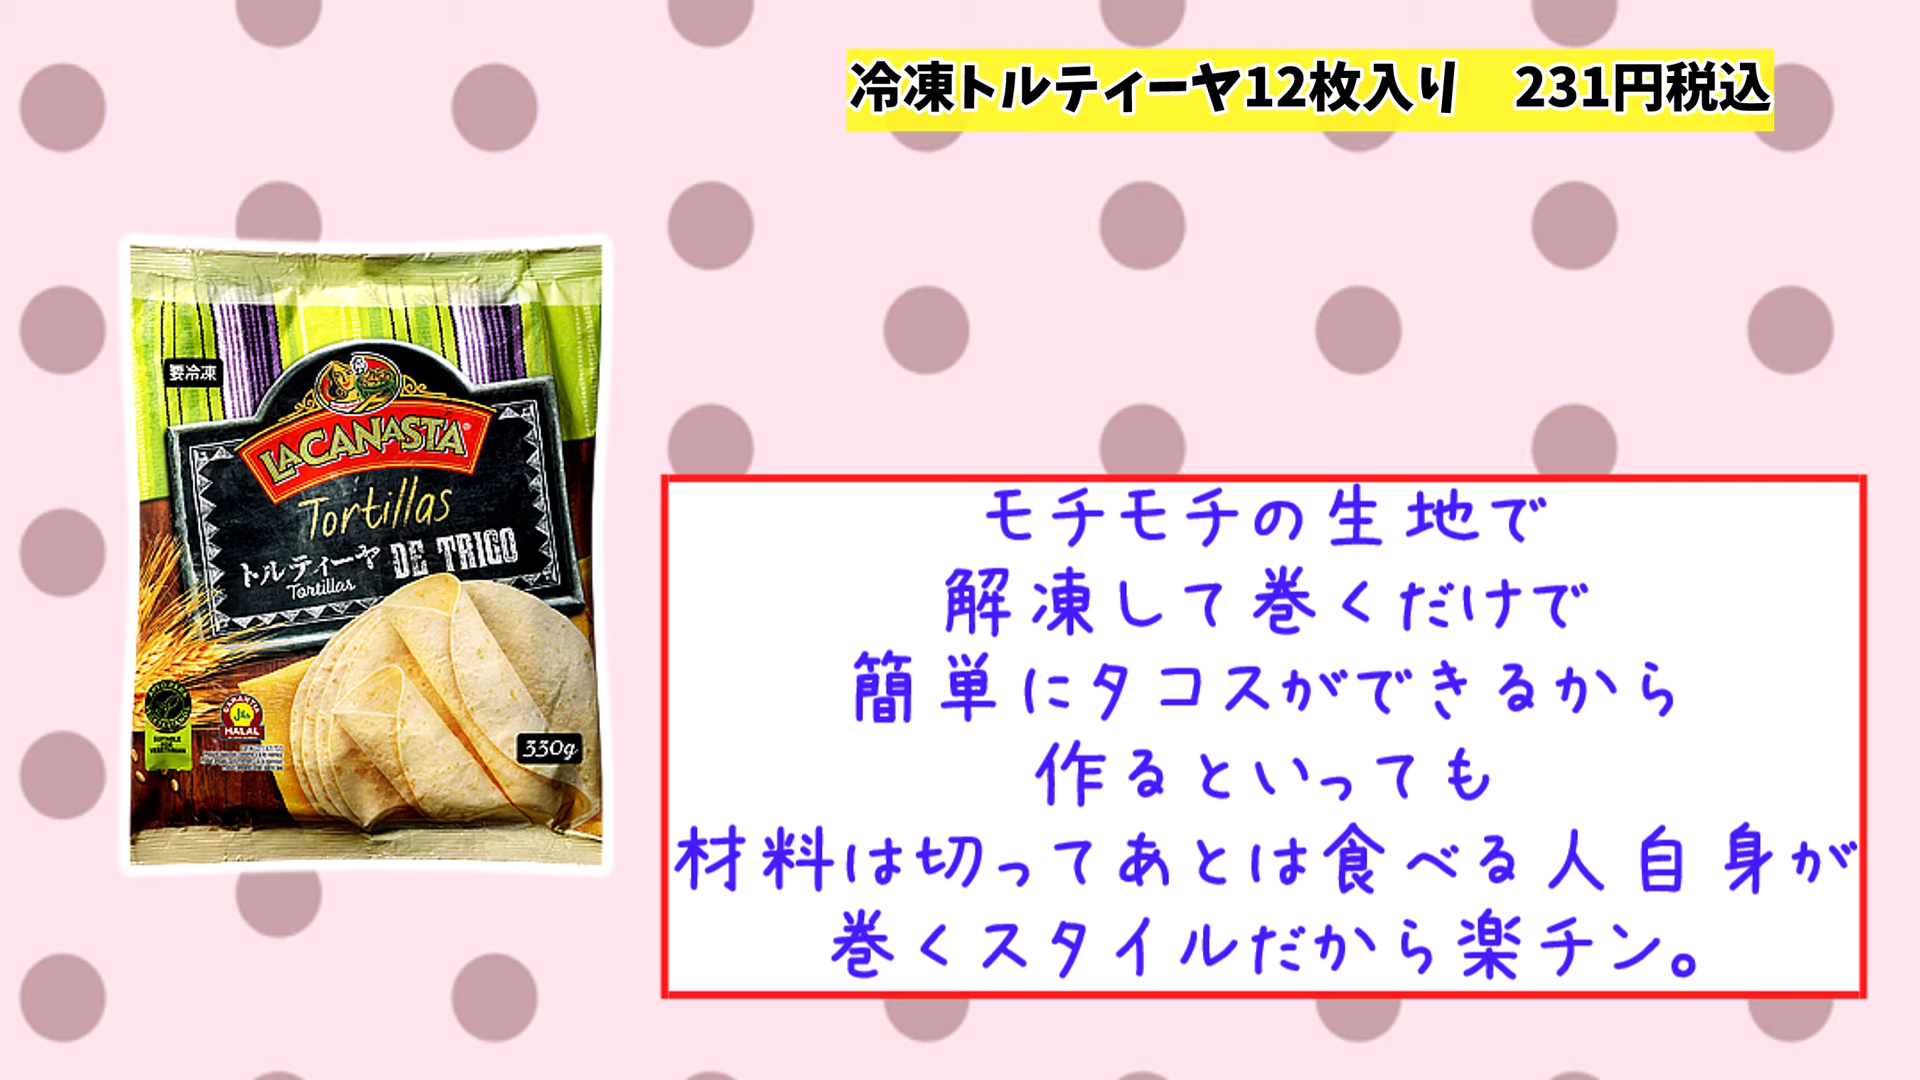 冷凍トルティーヤ12枚入り　231円税込
要冷凍
LA CANASTA
Tortillas
トルティーヤ DE TRIGO
Tortillas
SUITABLE
FOR
VEGETARIAN
HALAL
330g
モチモチの生地で
解凍して巻くだけで
簡単にタコスができるから
作るといっても
材料は切ってあとは食べる人自身が
巻くスタイルだから楽チン。